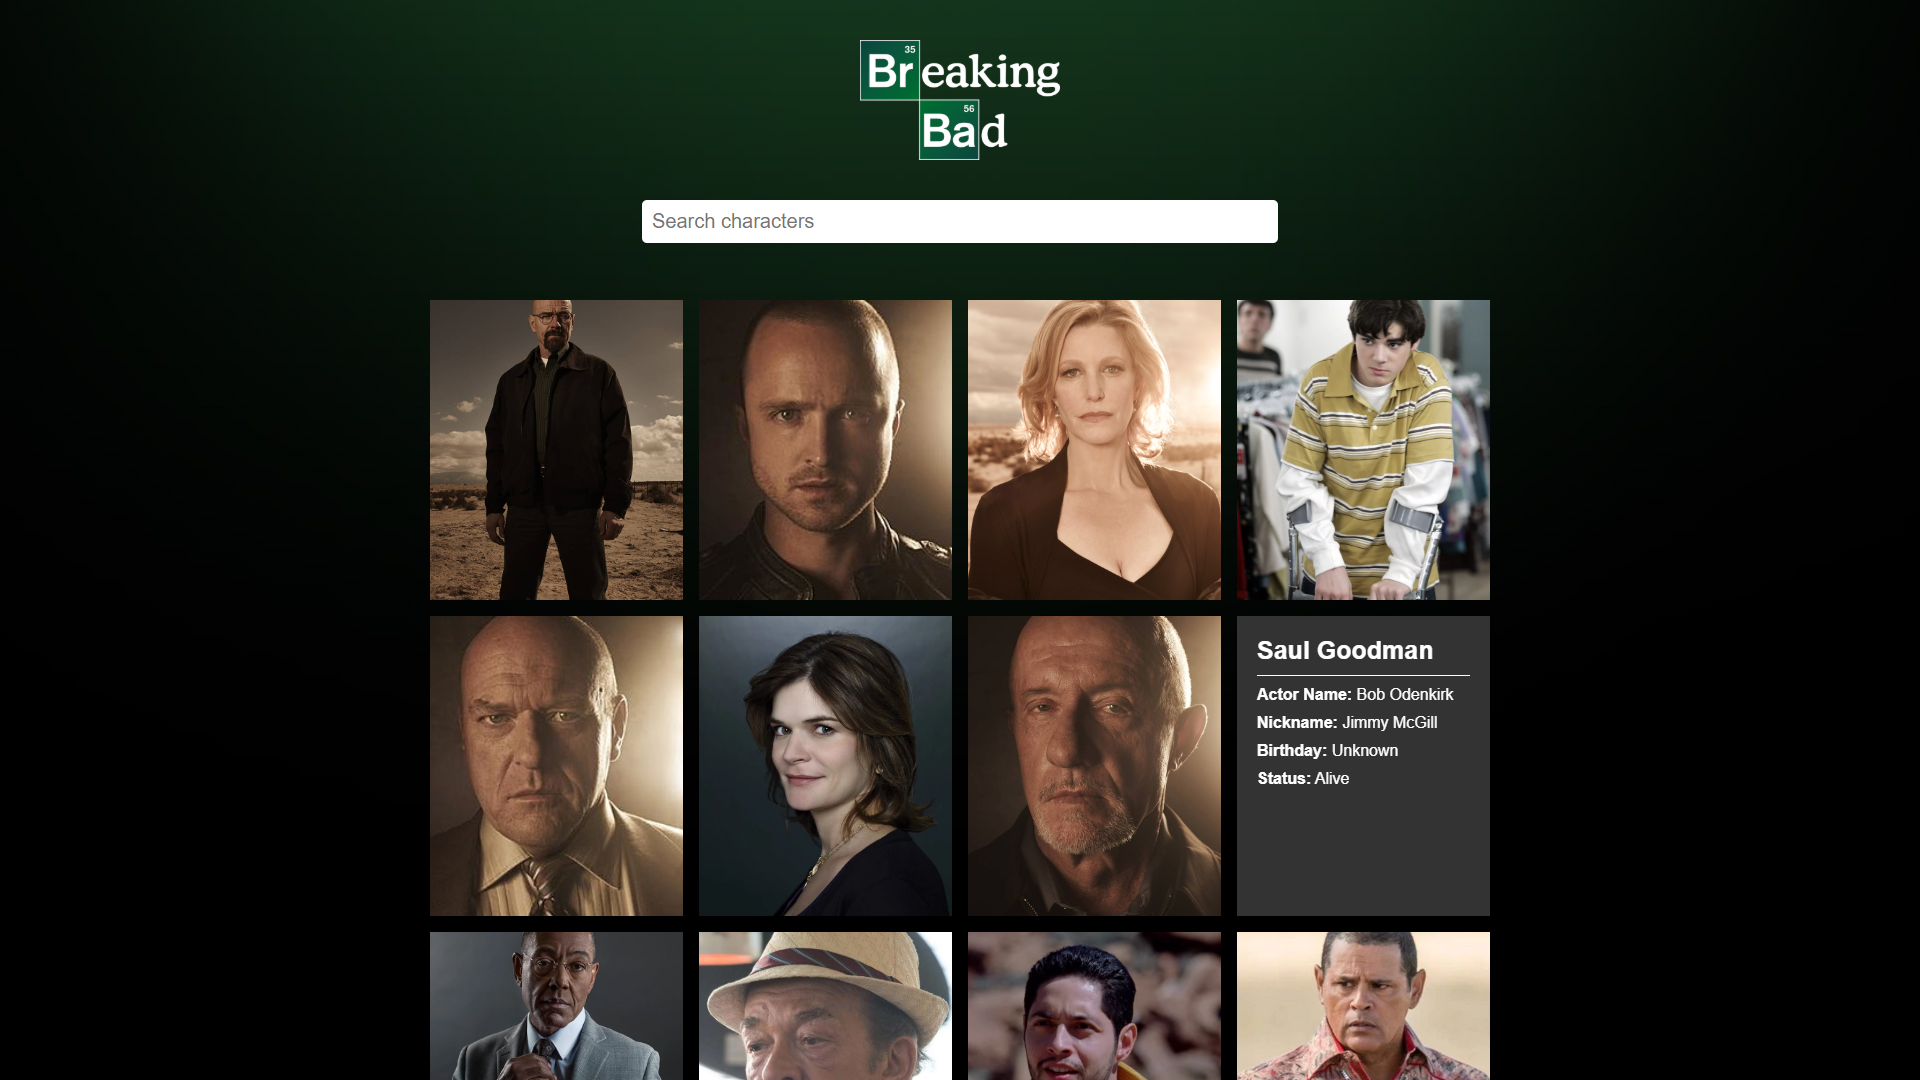 35
Breaking
56
Bad
Search characters
Saul Goodman
Actor Name: Bob Odenkirk
Nickname: Jimmy McGill
Birthday: Unknown
Status: Alive